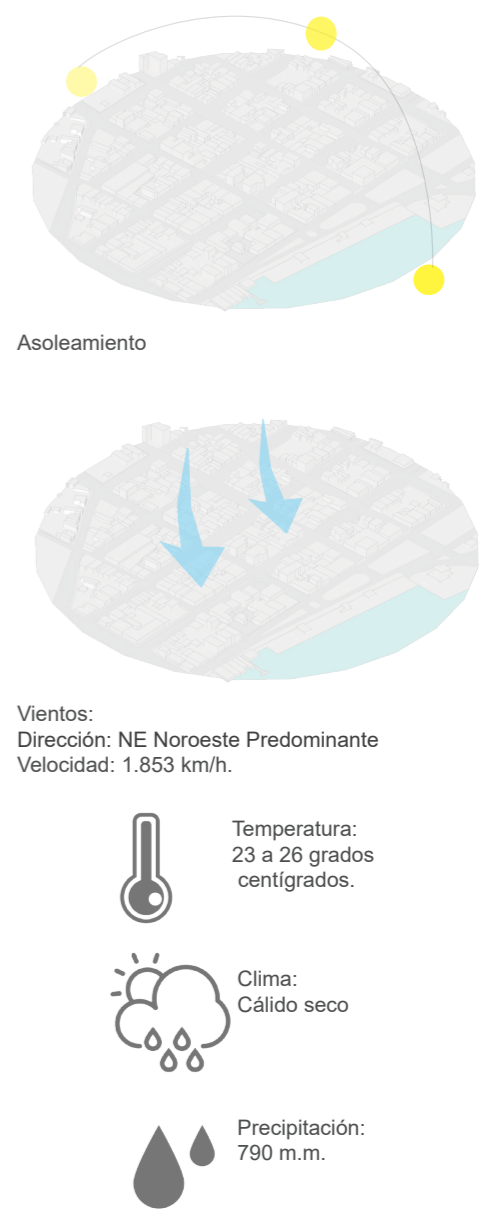 Asoleamiento
Vientos:
Dirección: NE Noroeste Predominante
Velocidad: 1.853 km/h.
Temperatura:
23 a 26 grados
centígrados.
Clima:
Cálido seco
Precipitación:
790 m.m.